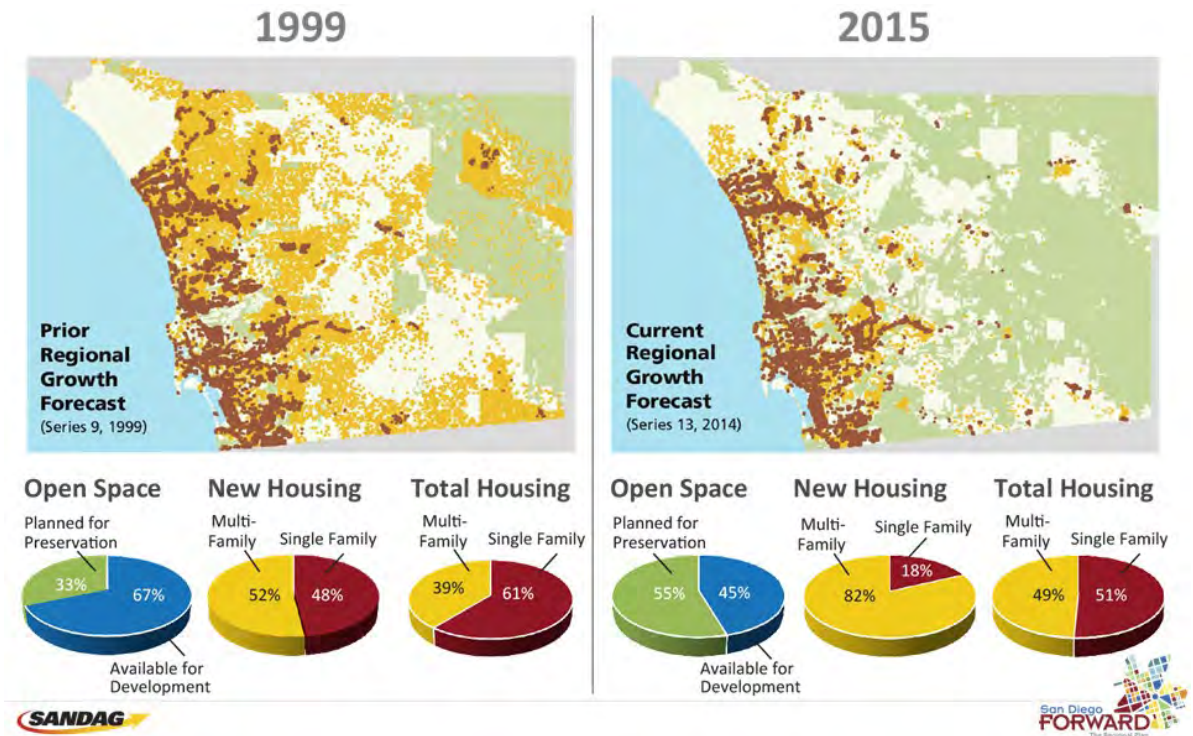 1999
Prior
Regional
Growth
Forecast
(Series 9, 1999)
Open Space
Planned for
Preservation
33%
67%
Available for
Development
New Housing
Multi-
Family
Single Family
52%
48%
Total Housing
Multi-
Family
Single Family
39%
61%
2015
Current
Regional
Growth
Forecast
(Series 13, 2014)
Open Space
Planned for
Preservation
55%
45%
Available for
Development
New Housing
Multi-
Family
Single Family
18%
82%
Total Housing
Multi-
Family
Single Family
49%
51%
SANDAG
San Diego
FORWARD
The Regional Plan